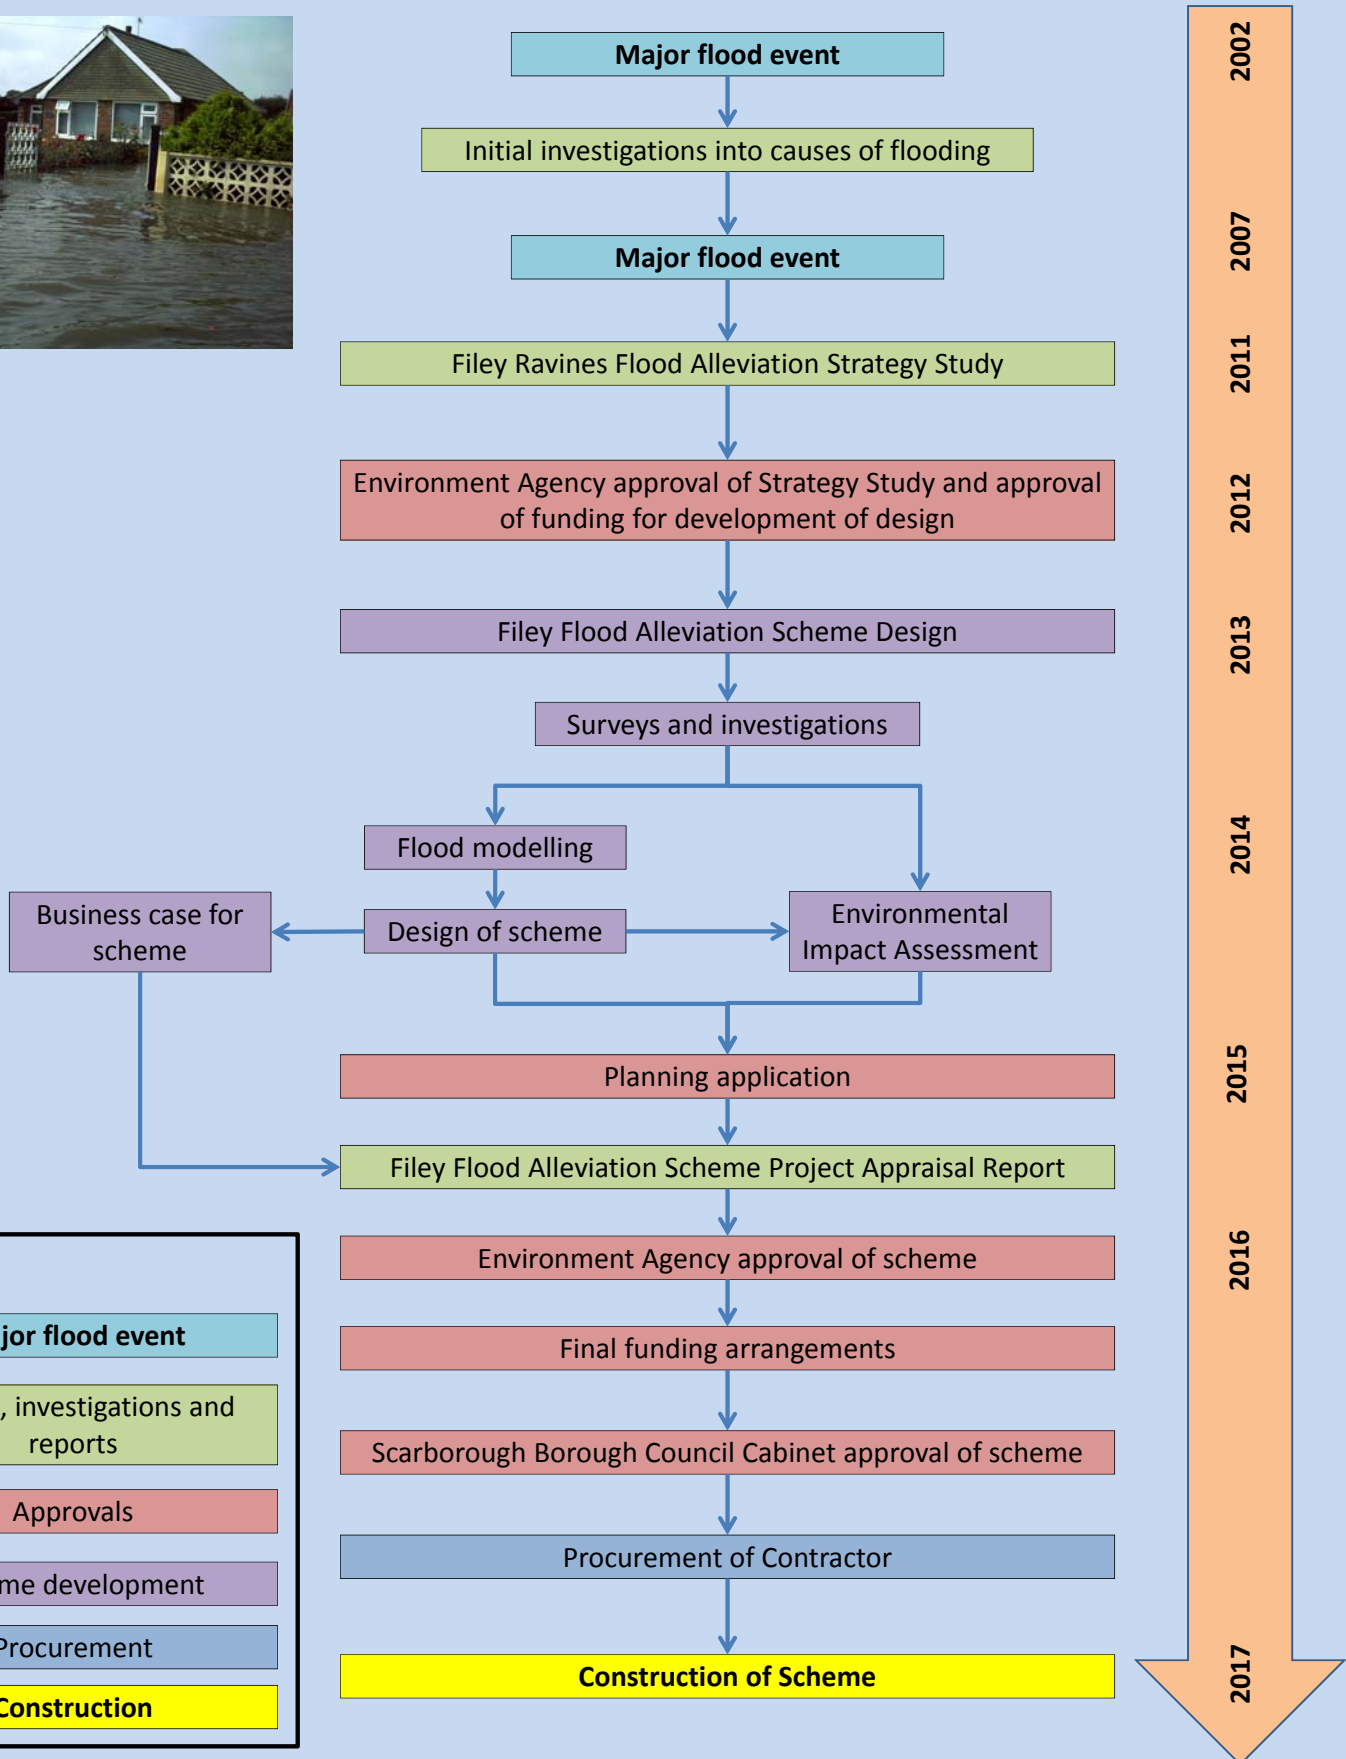 Major flood event
Initial investigations into causes of flooding
Major flood event
Filey Ravines Flood Alleviation Strategy Study
Environment Agency approval of Strategy Study and approval
of funding for development of design
Filey Flood Alleviation Scheme Design
Surveys and investigations
Flood modelling
Business case for
scheme
Design of scheme
Environmental
Impact Assessment
Planning application
Filey Flood Alleviation Scheme Project Appraisal Report
Environment Agency approval of scheme
Final funding arrangements
Scarborough Borough Council Cabinet approval of scheme
Procurement of Contractor
Construction of Scheme
2002
2007
2011
2012
2013
2014
2015
2016
2017
jor flood event
, investigations and
reports
Approvals
me development
Procurement
Construction